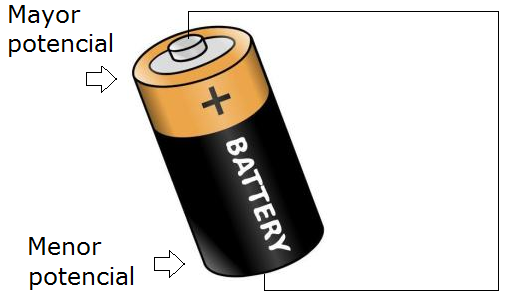 Mayor
potencial
+
BATTERY
Menor
potencial